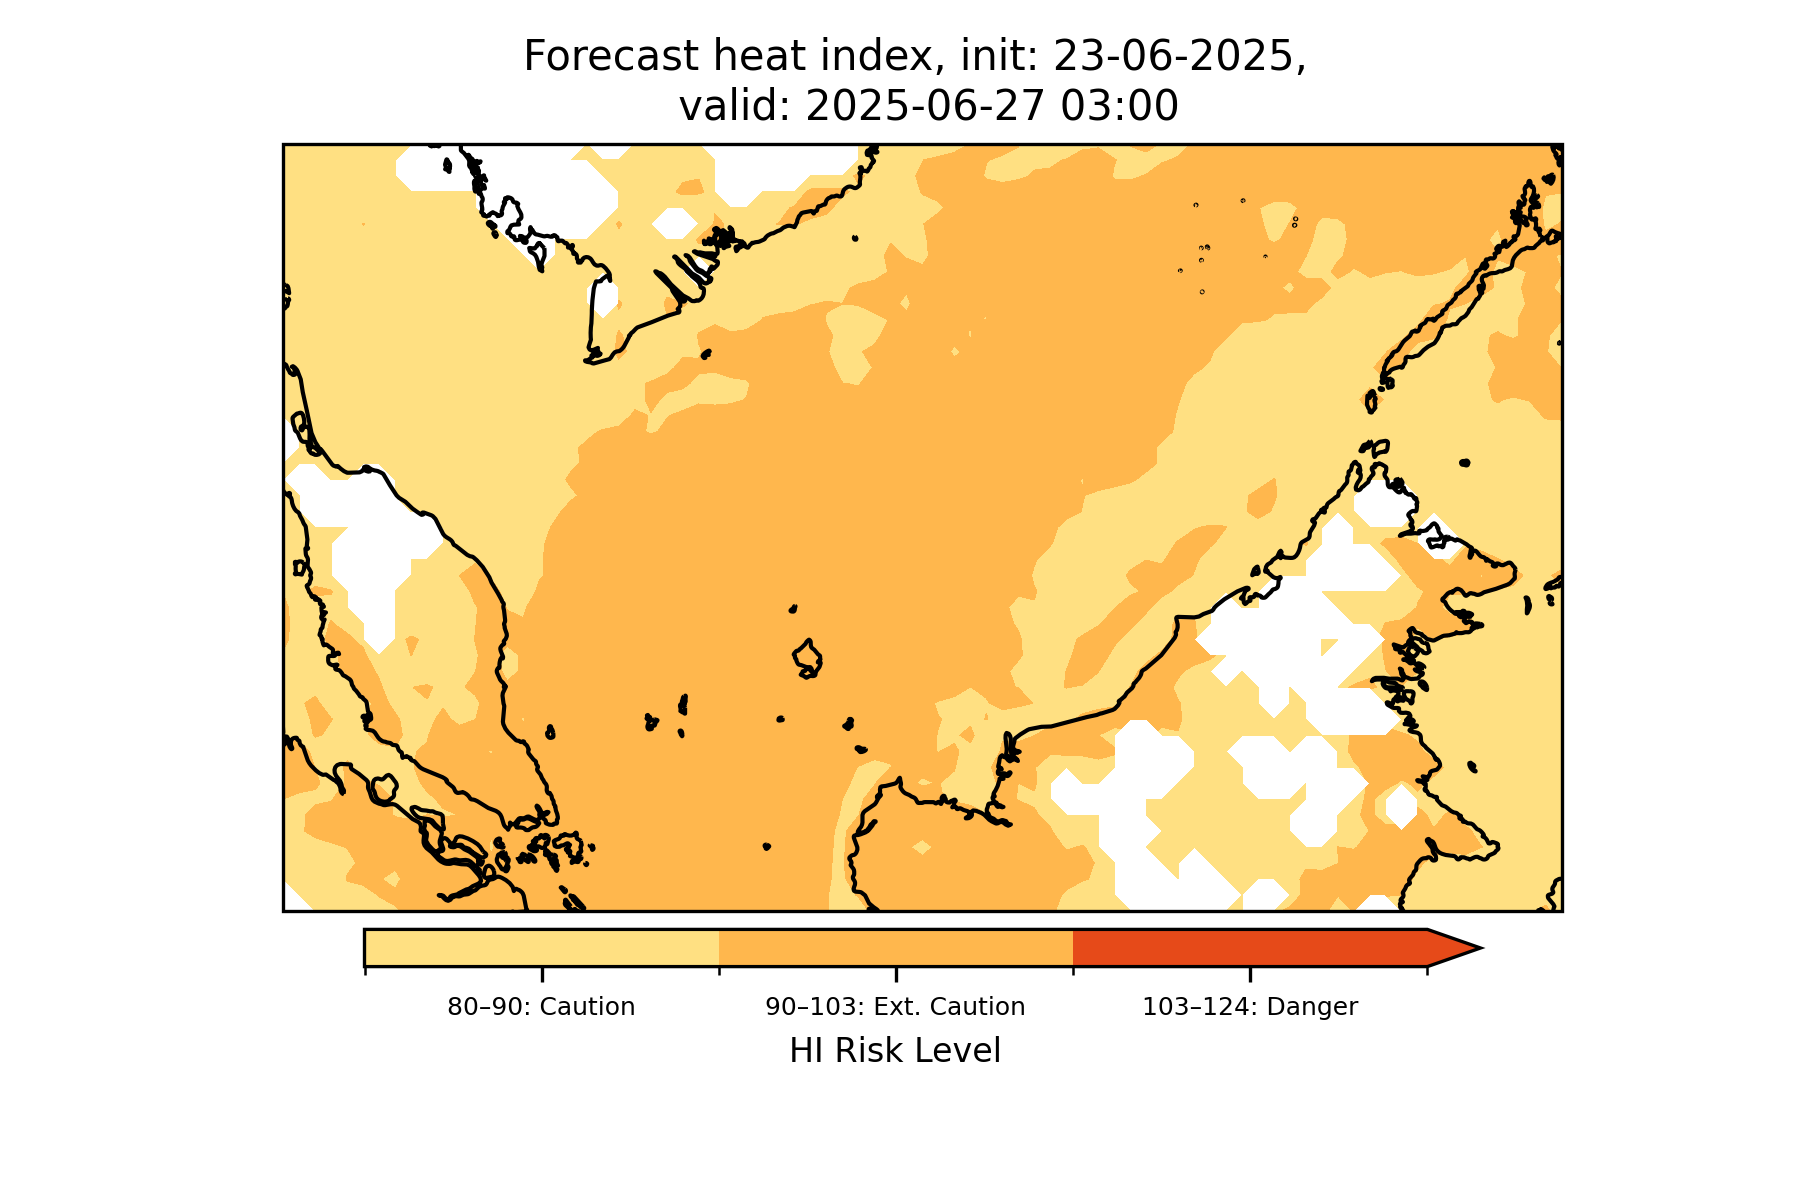 Forecast heat index, init: 23-06-2025,
valid: 2025-06-27 03:00
80–90: Caution
90–103: Ext. Caution
103–124: Danger
HI Risk Level